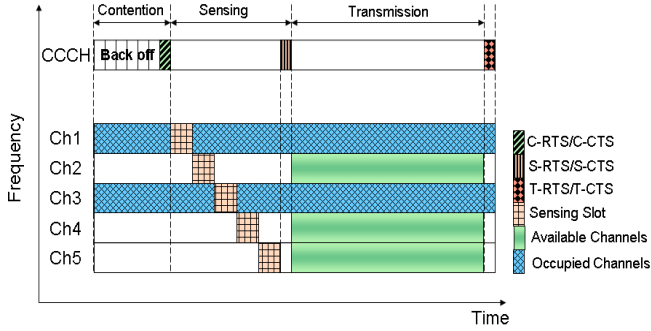 Contention Sensing Transmission
CCCH Back off
Frequency
Ch1
Ch2
Ch3
Ch4
Ch5
C-RTS/C-CTS
S-RTS/S-CTS
T-RTS/T-CTS
Sensing Slot
Available Channels
Occupied Channels
Time